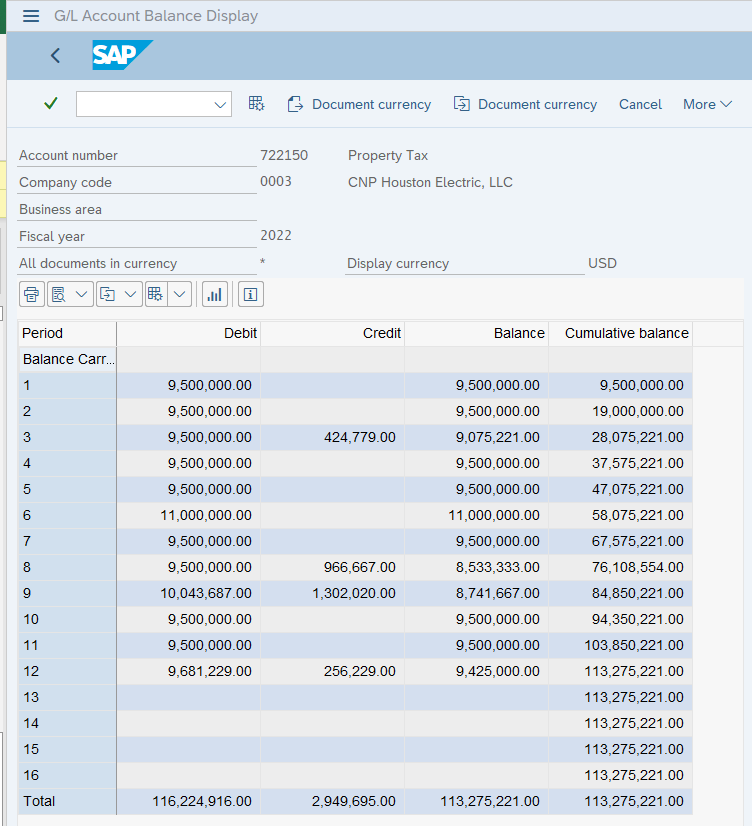 G/L Account Balance Display
SAP
Document currency Document currency Cancel More
Account number 722150 Property Tax
Company code 0003 CNP Houston Electric, LLC
Business area
Fiscal year 2022
All documents in currency * Display currency USD
Period Debit Credit Balance Cumulative balance
Balance Carr...
1 9,500,000.00 9,500,000.00 9,500,000.00
2 9,500,000.00 9,500,000.00 19,000,000.00
3 9,500,000.00 424,779.00 9,075,221.00 28,075,221.00
4 9,500,000.00 9,500,000.00 37,575,221.00
5 9,500,000.00 9,500,000.00 47,075,221.00
6 11,000,000.00 11,000,000.00 58,075,221.00
7 9,500,000.00 9,500,000.00 67,575,221.00
8 9,500,000.00 966,667.00 8,533,333.00 76,108,554.00
9 10,043,687.00 1,302,020.00 8,741,667.00 84,850,221.00
10 9,500,000.00 9,500,000.00 94,350,221.00
11 9,500,000.00 9,500,000.00 103,850,221.00
12 9,681,229.00 256,229.00 9,425,000.00 113,275,221.00
13 113,275,221.00
14 113,275,221.00
15 113,275,221.00
16 113,275,221.00
Total 116,224,916.00 2,949,695.00 113,275,221.00 113,275,221.00